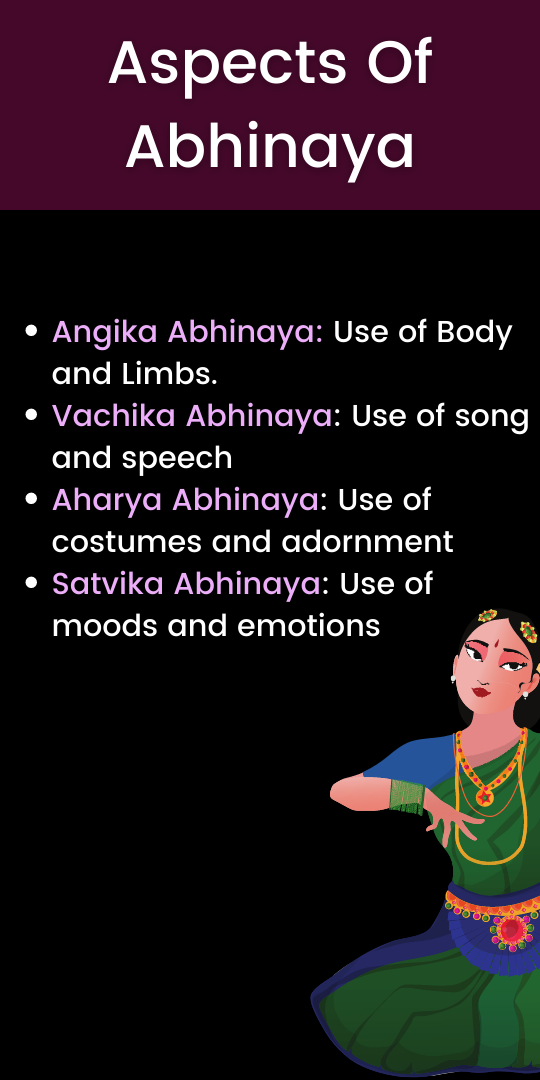 Aspects Of
Abhinaya
• Angika Abhinaya: Use of Body
and Limbs.
• Vachika Abhinaya: Use of song
and speech
• Aharya Abhinaya: Use of
costumes and adornment
• Satvika Abhinaya: Use of
moods and emotions